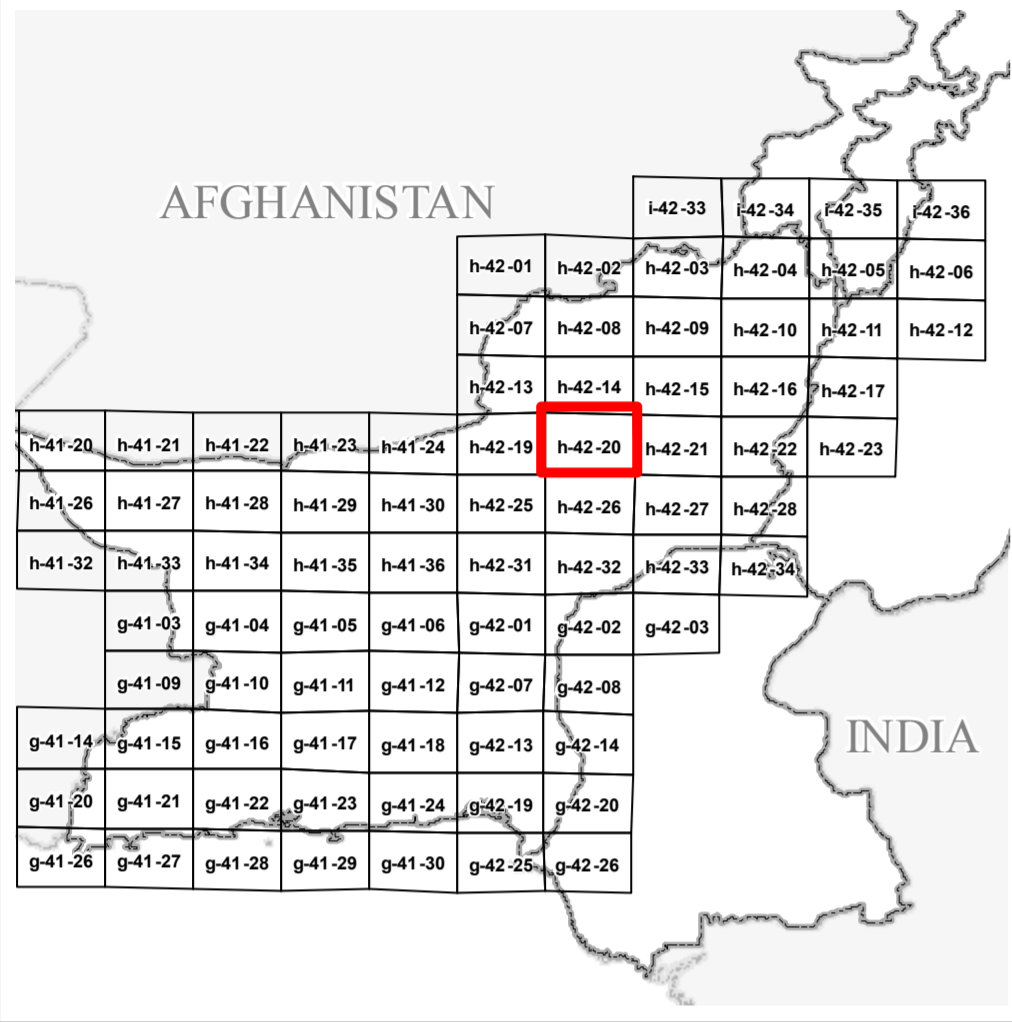 i-42-33 i-42-34 i-42-35 i-42-36
AFGHANISTAN
h-42-01 h-42-02 h-42-03 h-42-04 h-42-05 h-42-06
h-42-07 h-42-08 h-42-09 h-42-10 h-42-11 h-42-12
h-42-13 h-42-14 h-42-15 h-42-16 h-42-17
h-41-20 h-41-21 h-41-22 h-41-23 h-41-24 h-42-19 h-42-20 h-42-21 h-42-22 h-42-23
h-41-26 h-41-27 h-41-28 h-41-29 h-41-30 h-42-25 h-42-26 h-42-27 h-42-28
h-41-32 h-41-33 h-41-34 h-41-35 h-41-36 h-42-31 h-42-32 h-42-33 h-42-34
g-41-03 g-41-04 g-41-05 g-41-06 g-42-01 g-42-02 g-42-03
g-41-09 g-41-10 g-41-11 g-41-12 g-42-07 g-42-08
g-41-14 g-41-15 g-41-16 g-41-17 g-41-18 g-42-13 g-42-14
INDIA
g-41-20 g-41-21 g-41-22 g-41-23 g-41-24 g-42-19 g-42-20
g-41-26 g-41-27 g-41-28 g-41-29 g-41-30 g-42-25 g-42-26